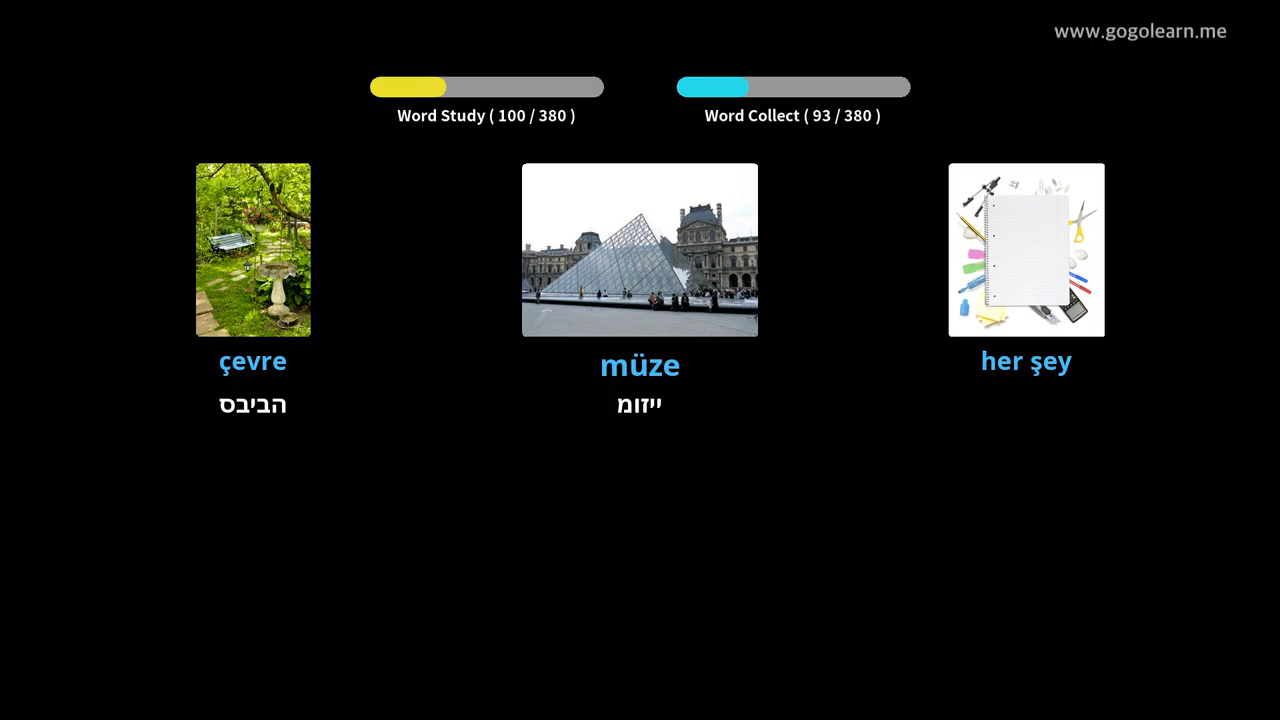 www.gogolearn.me
Word Study ( 100 / 380 )
Word Collect ( 93 / 380 )
çevre
müze
her şey
הביבס
ייזומ